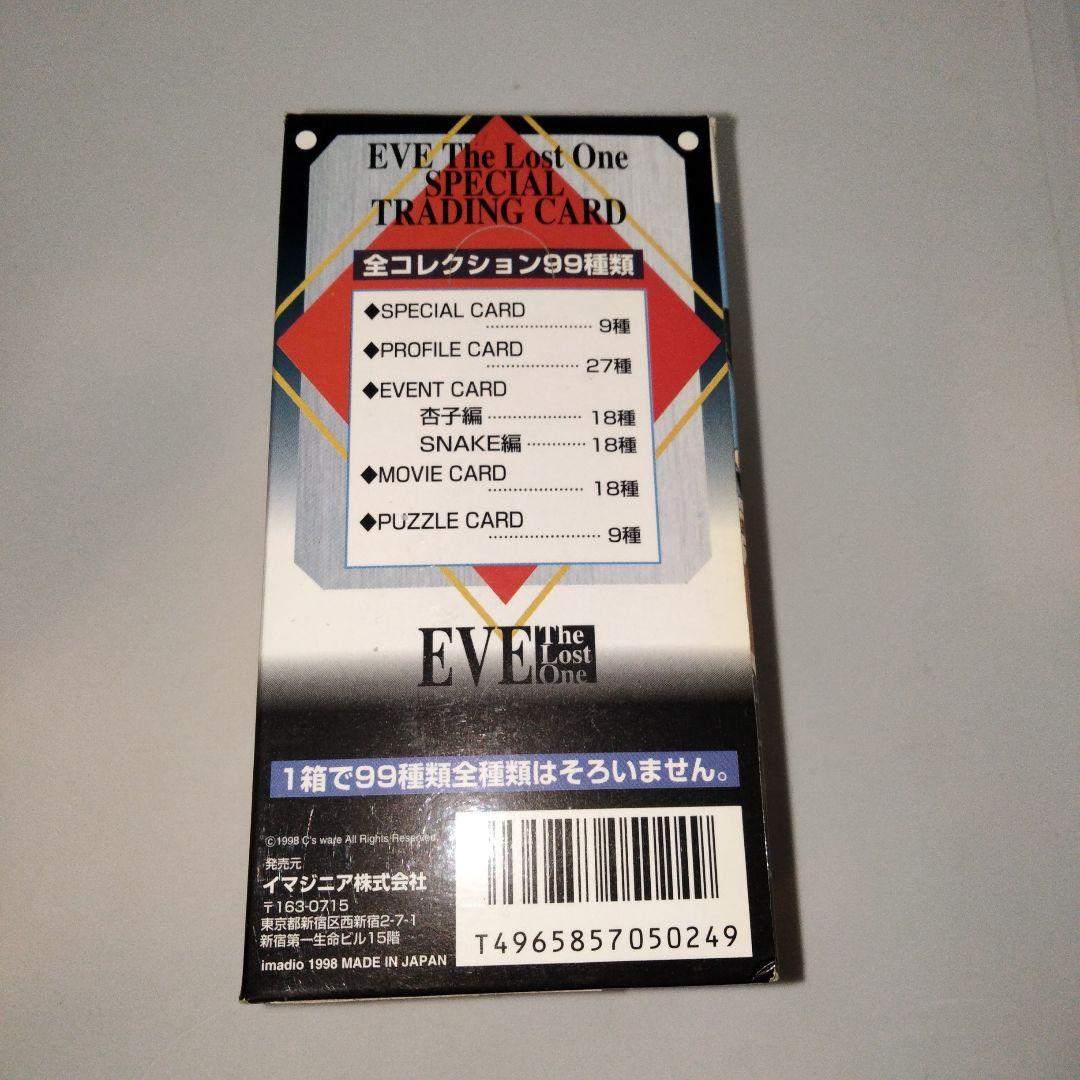 EVE The Lost One
SPECIAL
TRADING CARD
全コレクション99種類
◆SPECIAL CARD
…………………… 9種
◆PROFILE CARD
………………… 27種
◆EVENT CARD
杏子編 ………………… 18種
SNAKE編 ………… 18種
◆MOVIE CARD
………………… 18種
◆PUZZLE CARD
…………………… 9種
EVE The
Lost
One
1箱で99種類全種類はそろいません。
©1998 C's ware All Rights Reserved.
発売元
イマジニア株式会社
〒163-0715
東京都新宿区西新宿2-7-1
新宿第一生命ビル15階
imadio 1998 MADE IN JAPAN
T4965857050249